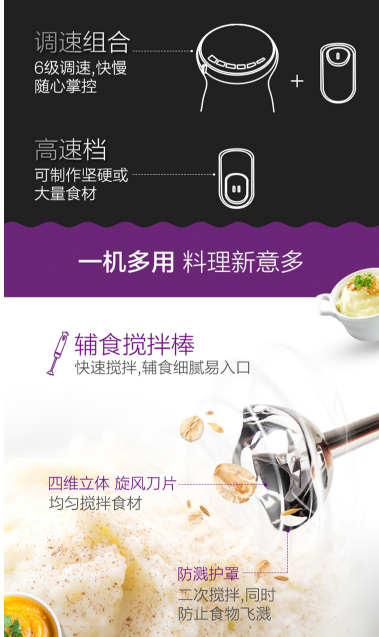 调速组合
6级调速,快慢
随心掌控
+
高速档
可制作坚硬或
大量食材
一机多用 料理新意多
辅食搅拌棒
快速搅拌,辅食细腻易入口
四维立体 旋风刀片
均匀搅拌食材
防溅护罩
二次搅拌,同时
防止食物飞溅